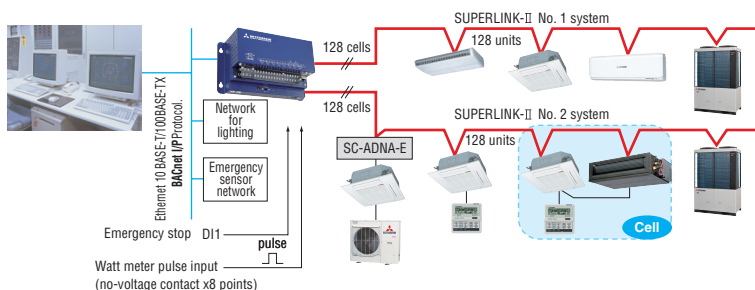 SUPERLINK-II No. 1 system
128 cells
128 units
128 cells
SUPERLINK-II No. 2 system
128 units
Ethernet 10 BASE-T/100BASE-TX
BACnet I/PProtocol.
Network
for
lighting
SC-ADNA-E
Emergency
sensor
network
Cell
Emergency stop DI1
pulse
Watt meter pulse input
(no-voltage contact x8 points)